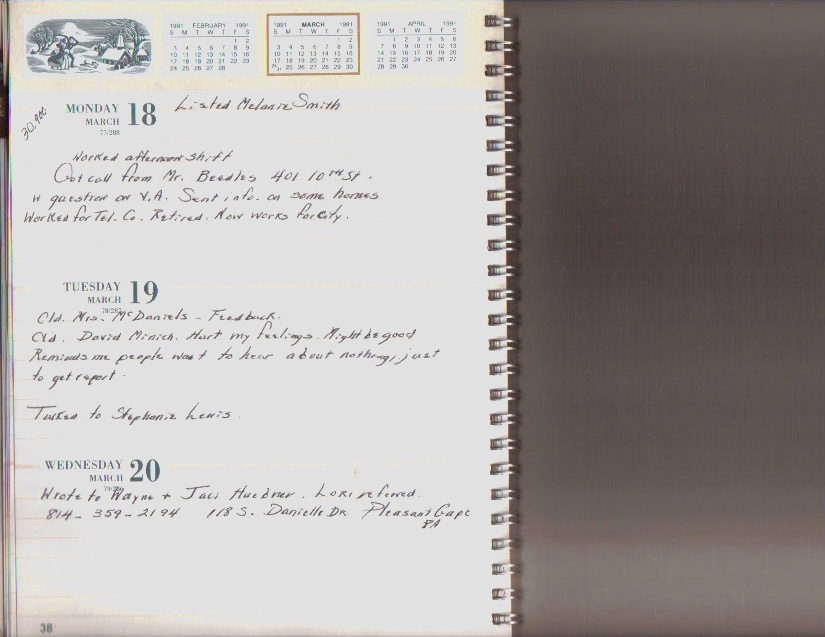 1991 FEBRUARY 1991
S M T W T F S
1 2
3 4 5 6 7 8 9
10 11 12 13 14 15 16
17 18 19 20 21 22 23
24 25 26 27 28
1991 MARCH 1991
S M T W T F S
1 2
3 4 5 6 7 8 9
10 11 12 13 14 15 16
17 18 19 20 21 22 23
24/31 25 26 27 28 29 30
1991 APRIL 1991
S M T W T F S
1 2 3 4 5 6
7 8 9 10 11 12 13
14 15 16 17 18 19 20
21 22 23 24 25 26 27
28 29 30
30,900
MONDAY
MARCH 18
77/288
Listed Melanie Smith
Worked afternoon shift
Got call from Mr. Beedles 401 10th St.
w question on V.A. Sent info. on some homes
Worked for Tel. Co. Retired. Now works for City.
TUESDAY
MARCH 19
78/287
Cld. Mrs. McDaniels - Feedback.
Cld. David Minich. Hurt my feelings. Might be good
Reminds me people want to hear about nothing, just
to get report.
Talked to Stephanie Lewis.
WEDNESDAY
MARCH 20
Wrote to Wayne + Jaci Huebner. Lori referred.
814-359-2194 118 S. Danielle Dr Pleasant Gape
PA
38